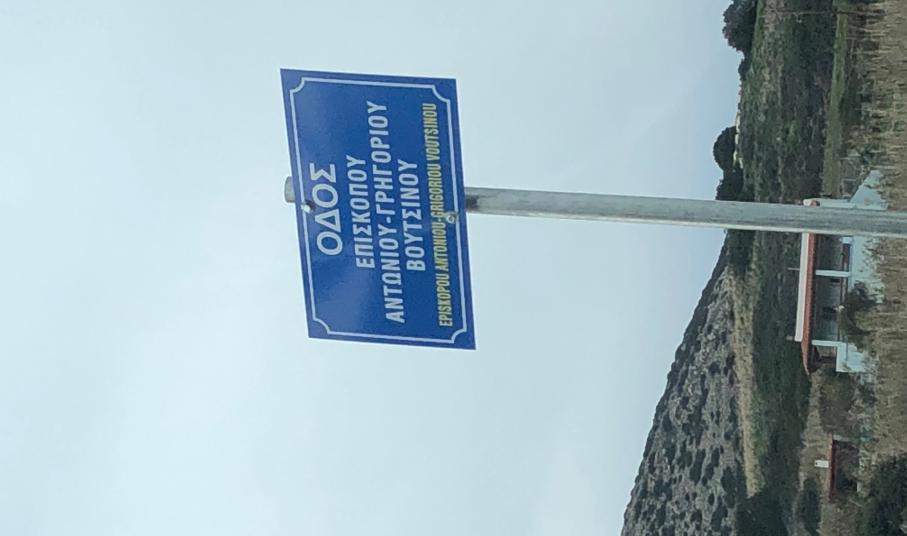 ΟΔΟΣ
ΕΠΙΣΚΟΠΟΥ
ΑΝΤΩΝΙΟΥ-ΓΡΗΓΟΡΙΟΥ
ΒΟΥΤΣΙΝΟΥ
EPISKOPOU ANTONIOU-GRIGORIOU VOUTSINOU